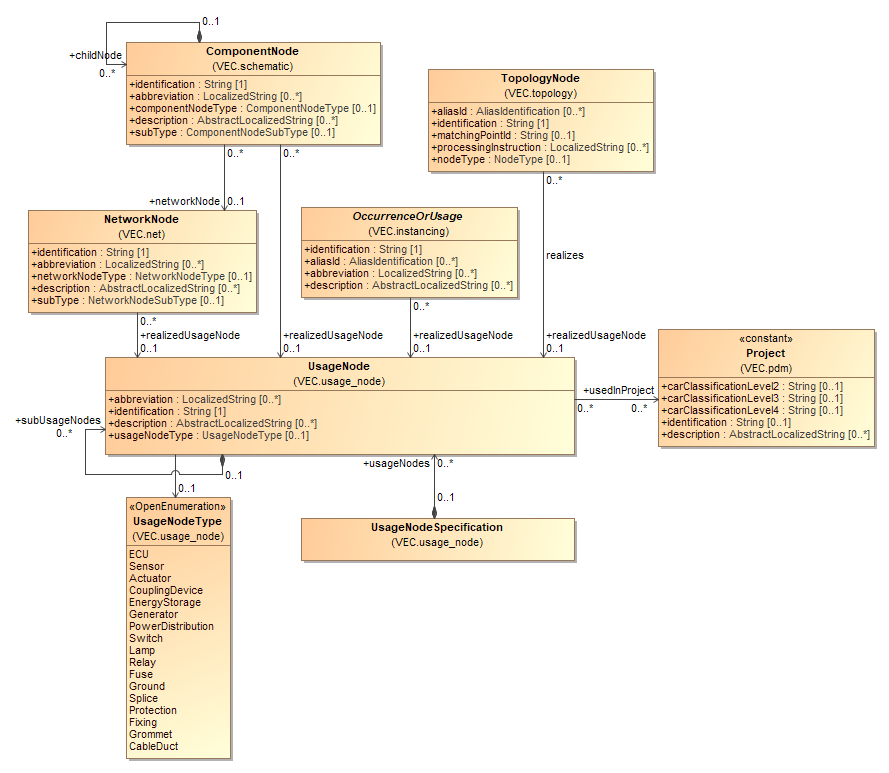 0..1
+childNode
0..*
ComponentNode
(VEC.schematic)
+identification : String [1]
+abbreviation : LocalizedString [0..*]
+componentNodeType : ComponentNodeType [0..1]
+description : AbstractLocalizedString [0..*]
+subType : ComponentNodeSubType [0..1]
TopologyNode
(VEC.topology)
+aliasId : AliasIdentification [0..*]
+identification : String [1]
+matchingPointId : String [0..1]
+processingInstruction : LocalizedString [0..*]
+nodeType : NodeType [0..1]
0..*
0..*
0..*
+networkNode
0..1
NetworkNode
(VEC.net)
+identification : String [1]
+abbreviation : LocalizedString [0..*]
+networkNodeType : NetworkNodeType [0..1]
+description : AbstractLocalizedString [0..*]
+subType : NetworkNodeSubType [0..1]
OccurrenceOrUsage
(VEC.instancing)
+identification : String [1]
+aliasId : AliasIdentification [0..*]
+abbreviation : LocalizedString [0..*]
+description : AbstractLocalizedString [0..*]
realizes
0..*
0..*
+realizedUsageNode
0..1
+realizedUsageNode
0..1
+realizedUsageNode
0..1
+realizedUsageNode
0..1
«constant»
Project
(VEC.pdm)
+carClassificationLevel2 : String [0..1]
+carClassificationLevel3 : String [0..1]
+carClassificationLevel4 : String [0..1]
+identification : String [0..1]
+description : AbstractLocalizedString [0..*]
UsageNode
(VEC.usage_node)
+abbreviation : LocalizedString [0..*]
+identification : String [1]
+description : AbstractLocalizedString [0..*]
+usageNodeType : UsageNodeType [0..1]
+usedInProject
0..*
0..*
+subUsageNodes
0..*
0..1
0..1
+usageNodes
0..*
0..1
UsageNodeSpecification
(VEC.usage_node)
«OpenEnumeration»
UsageNodeType
(VEC.usage_node)
ECU
Sensor
Actuator
CouplingDevice
EnergyStorage
Generator
PowerDistribution
Switch
Lamp
Relay
Fuse
Ground
Splice
Protection
Fixing
Grommet
CableDuct